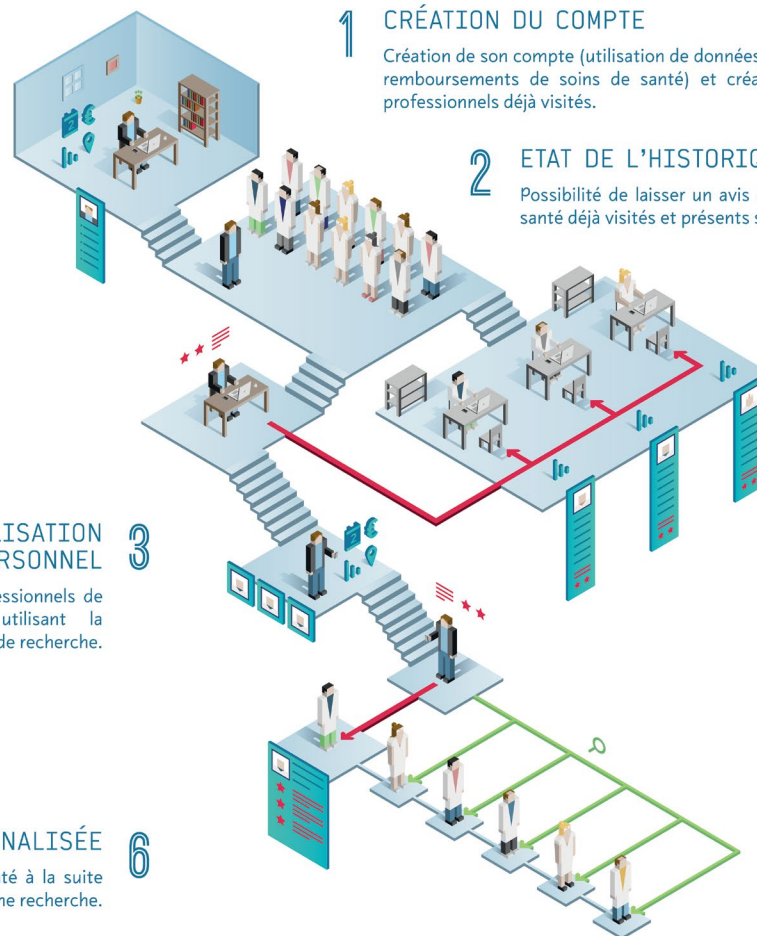 1 CRÉATION DU COMPTE
Création de son compte (utilisation de données
remboursements de soins de santé) et créa
professionnels déjà visités.
2 ETAT DE L'HISTORIQ
Possibilité de laisser un avis
santé déjà visités et présents s
ISATION 3
RSONNEL
essionnels de
utilisant la
de recherche.
NALISÉE 6
té à la suite
ne recherche.